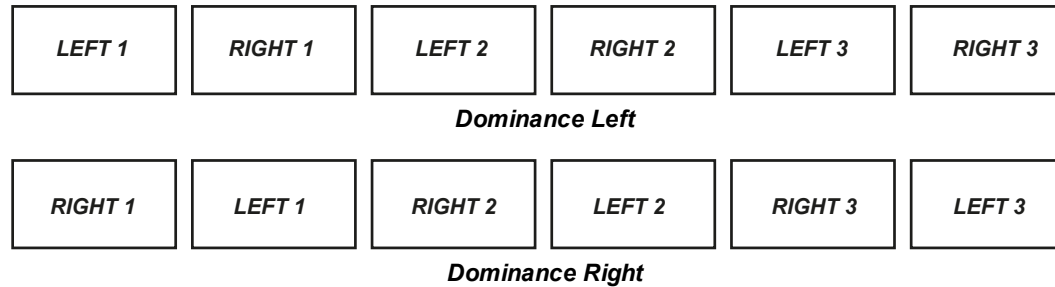 LEFT 1 RIGHT 1 LEFT 2 RIGHT 2 LEFT 3 RIGHT 3
Dominance Left
RIGHT 1 LEFT 1 RIGHT 2 LEFT 2 RIGHT 3 LEFT 3
Dominance Right